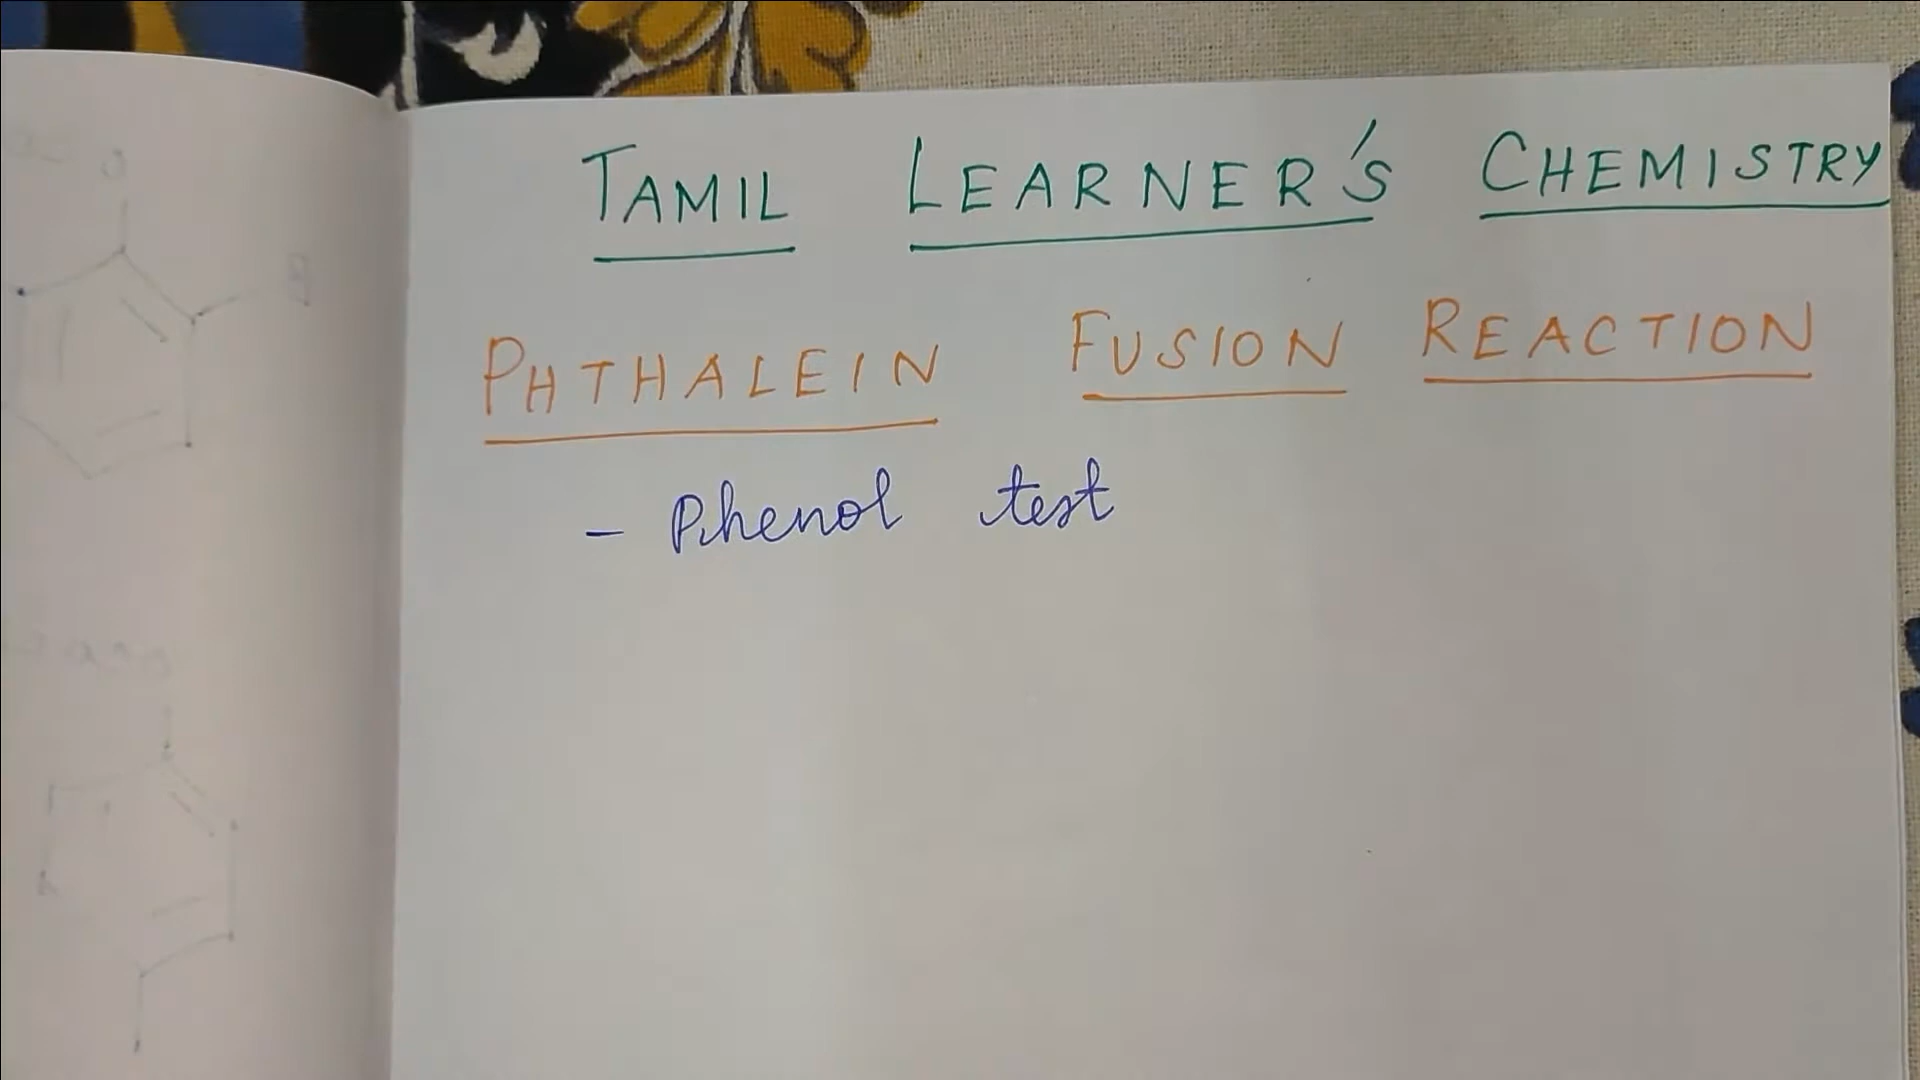 TAMIL LEARNER'S CHEMISTRY
PHTHALEIN FUSION REACTION
- Phenol test